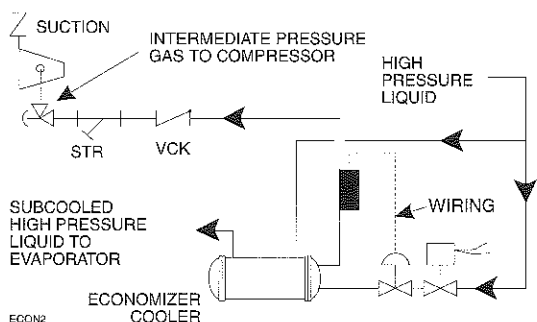 SUCTION
INTERMEDIATE PRESSURE
GAS TO COMPRESSOR
HIGH
PRESSURE
LIQUID
STR
VCK
SUBCOOLED
HIGH PRESSURE
LIQUID TO
EVAPORATOR
WIRING
ECONOMIZER
COOLER
ECON2